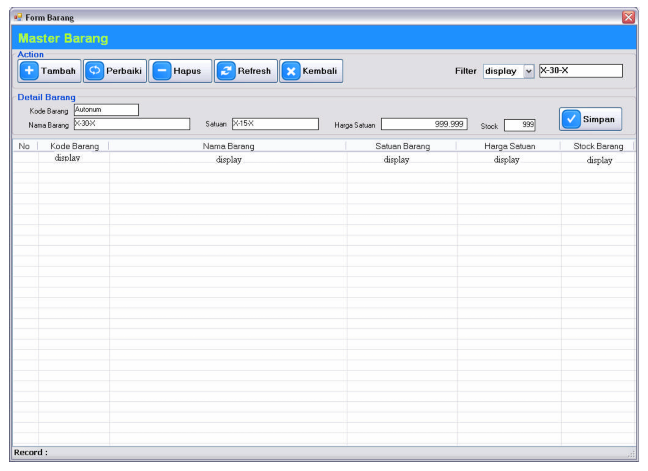 Form Barang
Master Barang
Action
Tambah Perbaiki Hapus Refresh Kembali Filter display X-30-X
Detail Barang
Kode Barang Autonum
Nama Barang X-30-X Satuan X-15-X Harga Satuan 999.999 Stock 999 Simpan
No Kode Barang Nama Barang Satuan Barang Harga Satuan Stock Barang
display display display display display
Record :